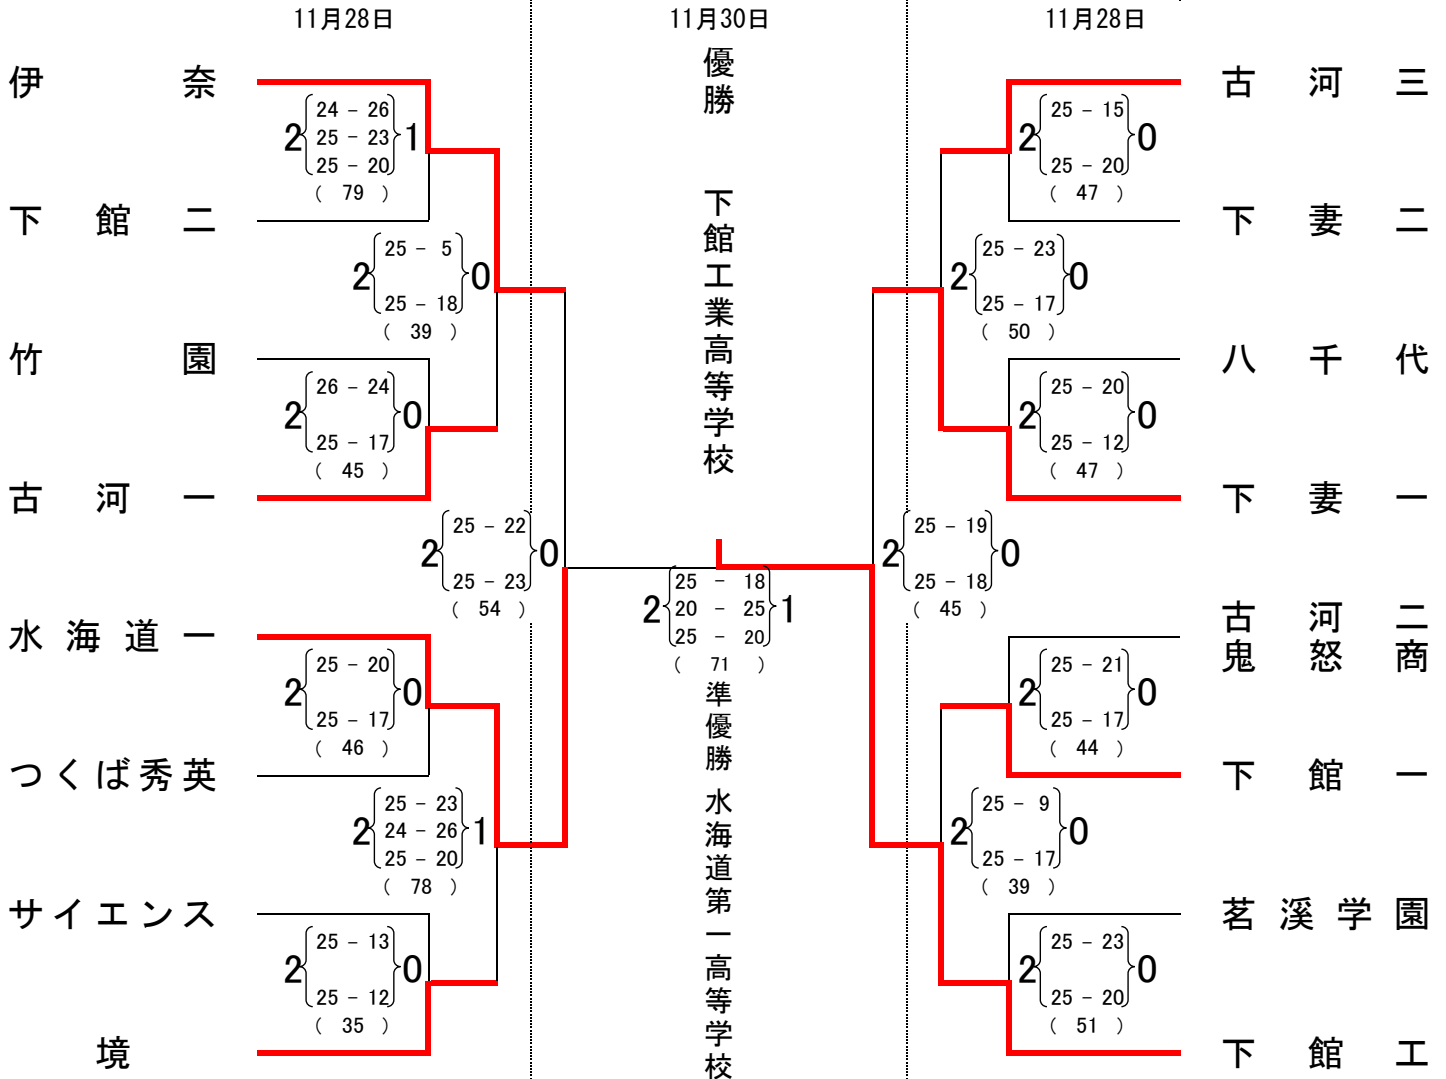 11月28日
11月30日
11月28日
伊奈
2 24 − 26 1
25 − 23
25 − 20
( 79 )
下館二
2 25 − 5 0
25 − 18
( 39 )
竹園
2 26 − 24 0
25 − 17
( 45 )
古河一
2 25 − 22 0
25 − 23
( 54 )
水海道一
2 25 − 20 0
25 − 17
( 46 )
つくば秀英
2 25 − 23 1
24 − 26
25 − 20
( 78 )
サイエンス
2 25 − 13 0
25 − 12
( 35 )
境
優勝 下館工業高等学校
2 25 − 18 1
20 − 25
25 − 20
( 71 )
準優勝 水海道第一高等学校
古河三
2 25 − 15 0
25 − 20
( 47 )
下妻二
2 25 − 23 0
25 − 17
( 50 )
八千代
2 25 − 20 0
25 − 12
( 47 )
下妻一
2 25 − 19 0
25 − 18
( 45 )
古河二
鬼怒商
2 25 − 21 0
25 − 17
( 44 )
下館一
2 25 − 9 0
25 − 17
( 39 )
茗溪学園
2 25 − 23 0
25 − 20
( 51 )
下館工